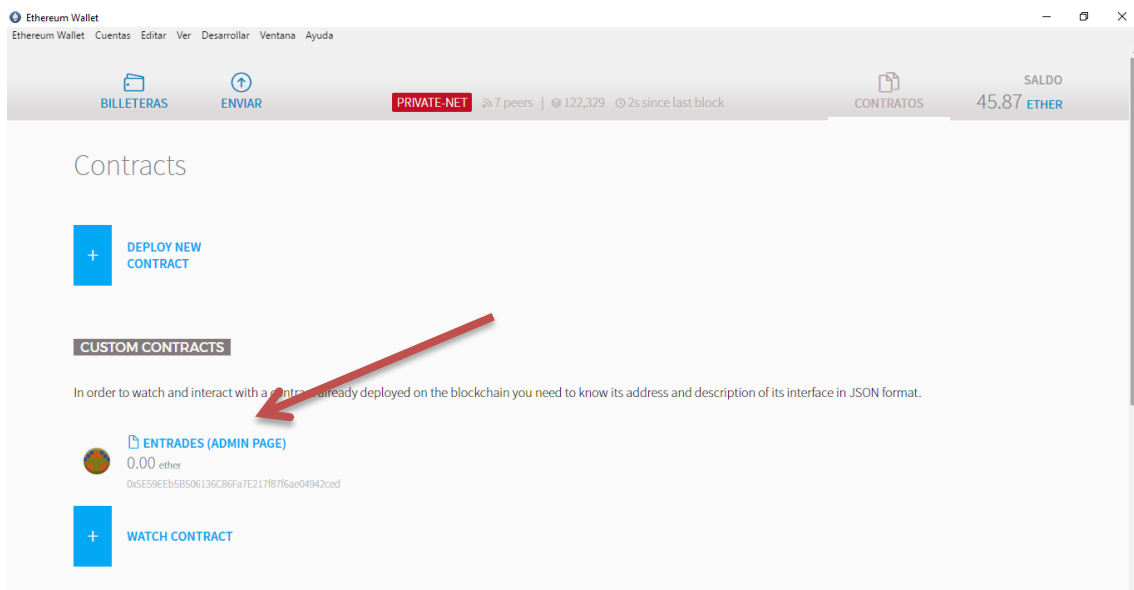 Ethereum Wallet
Ethereum Wallet Cuentas Editar Ver Desarrollar Ventana Ayuda
BILLETERAS ENVIAR PRIVATE-NET 7 peers | 122,329 2s since last block CONTRATOS SALDO
45.87 ETHER
Contracts
+ DEPLOY NEW
CONTRACT
CUSTOM CONTRACTS
In order to watch and interact with a contract already deployed on the blockchain you need to know its address and description of its interface in JSON format.
ENTRADES (ADMIN PAGE)
0.00 ether
0x5E59EEb5B506136C86Fa7E217f87f6ae04942ced
+ WATCH CONTRACT